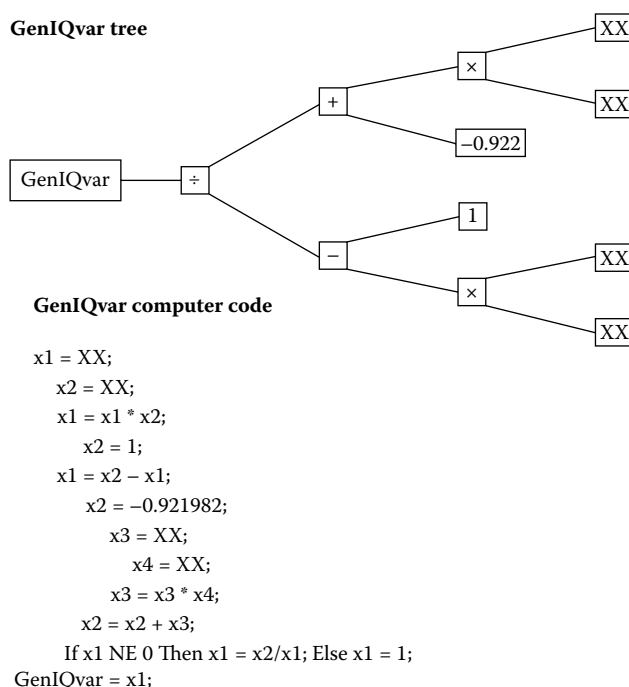 GenIQvar tree
XX
×
XX
+
−0.922
GenIQvar
÷
1
−
XX
×
XX
GenIQvar computer code
x1 = XX;
x2 = XX;
x1 = x1 * x2;
x2 = 1;
x1 = x2 – x1;
x2 = −0.921982;
x3 = XX;
x4 = XX;
x3 = x3 * x4;
x2 = x2 + x3;
If x1 NE 0 Then x1 = x2/x1; Else x1 = 1;
GenIQvar = x1;